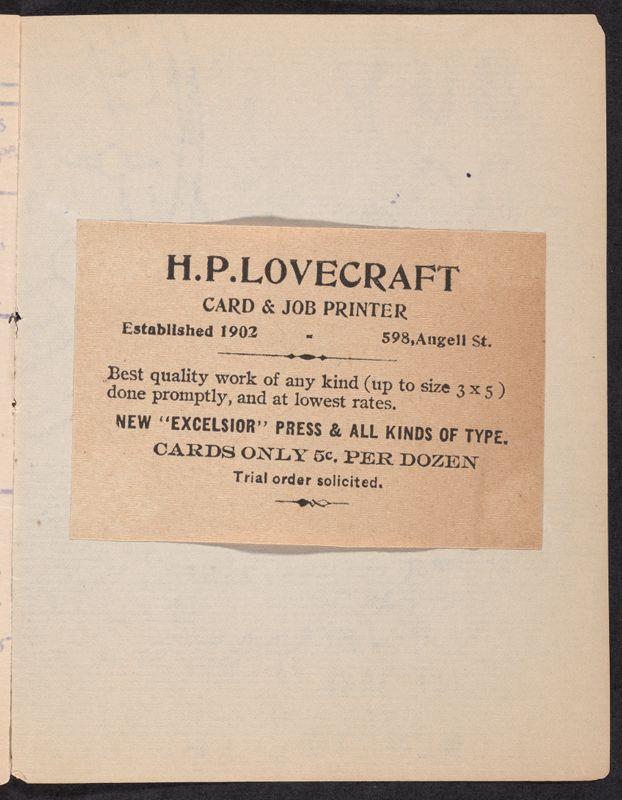 H.P.LOVECRAFT
CARD & JOB PRINTER
Established 1902 - 598,Angell St.
Best quality work of any kind (up to size 3 x 5)
done promptly, and at lowest rates.
NEW "EXCELSIOR" PRESS & ALL KINDS OF TYPE.
CARDS ONLY 5c. PER DOZEN
Trial order solicited.